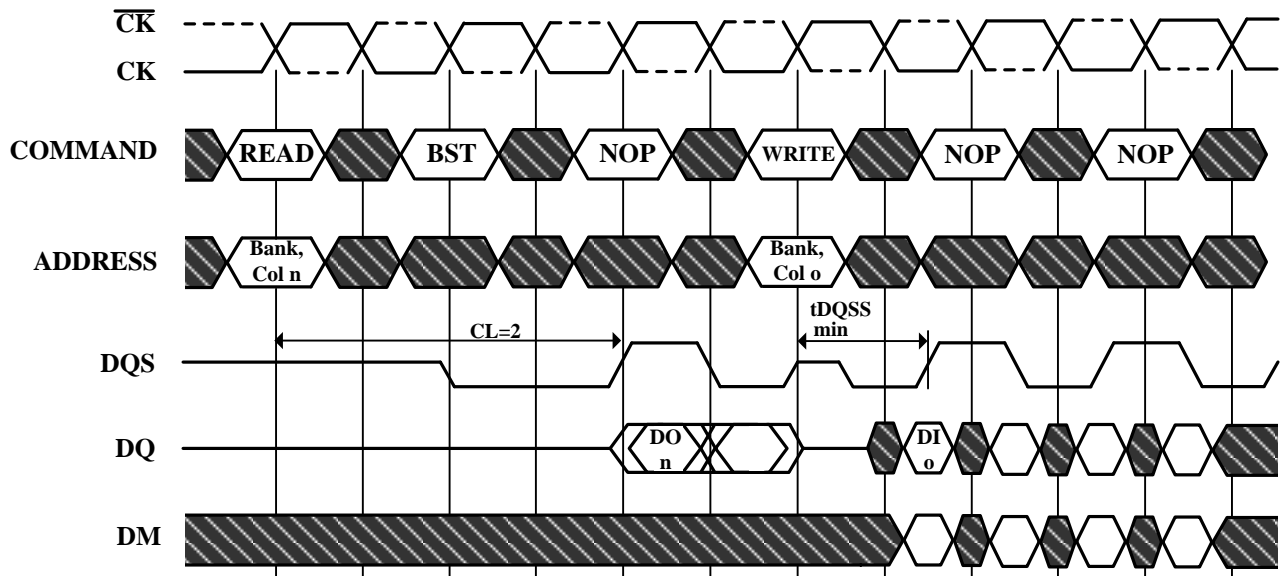 CK
CK
COMMAND
READ
BST
NOP
WRITE
NOP
NOP
ADDRESS
Bank,
Col n
Bank,
Col o
CL=2
tDQSS
min
DQS
DQ
DO
n
DI
o
DM